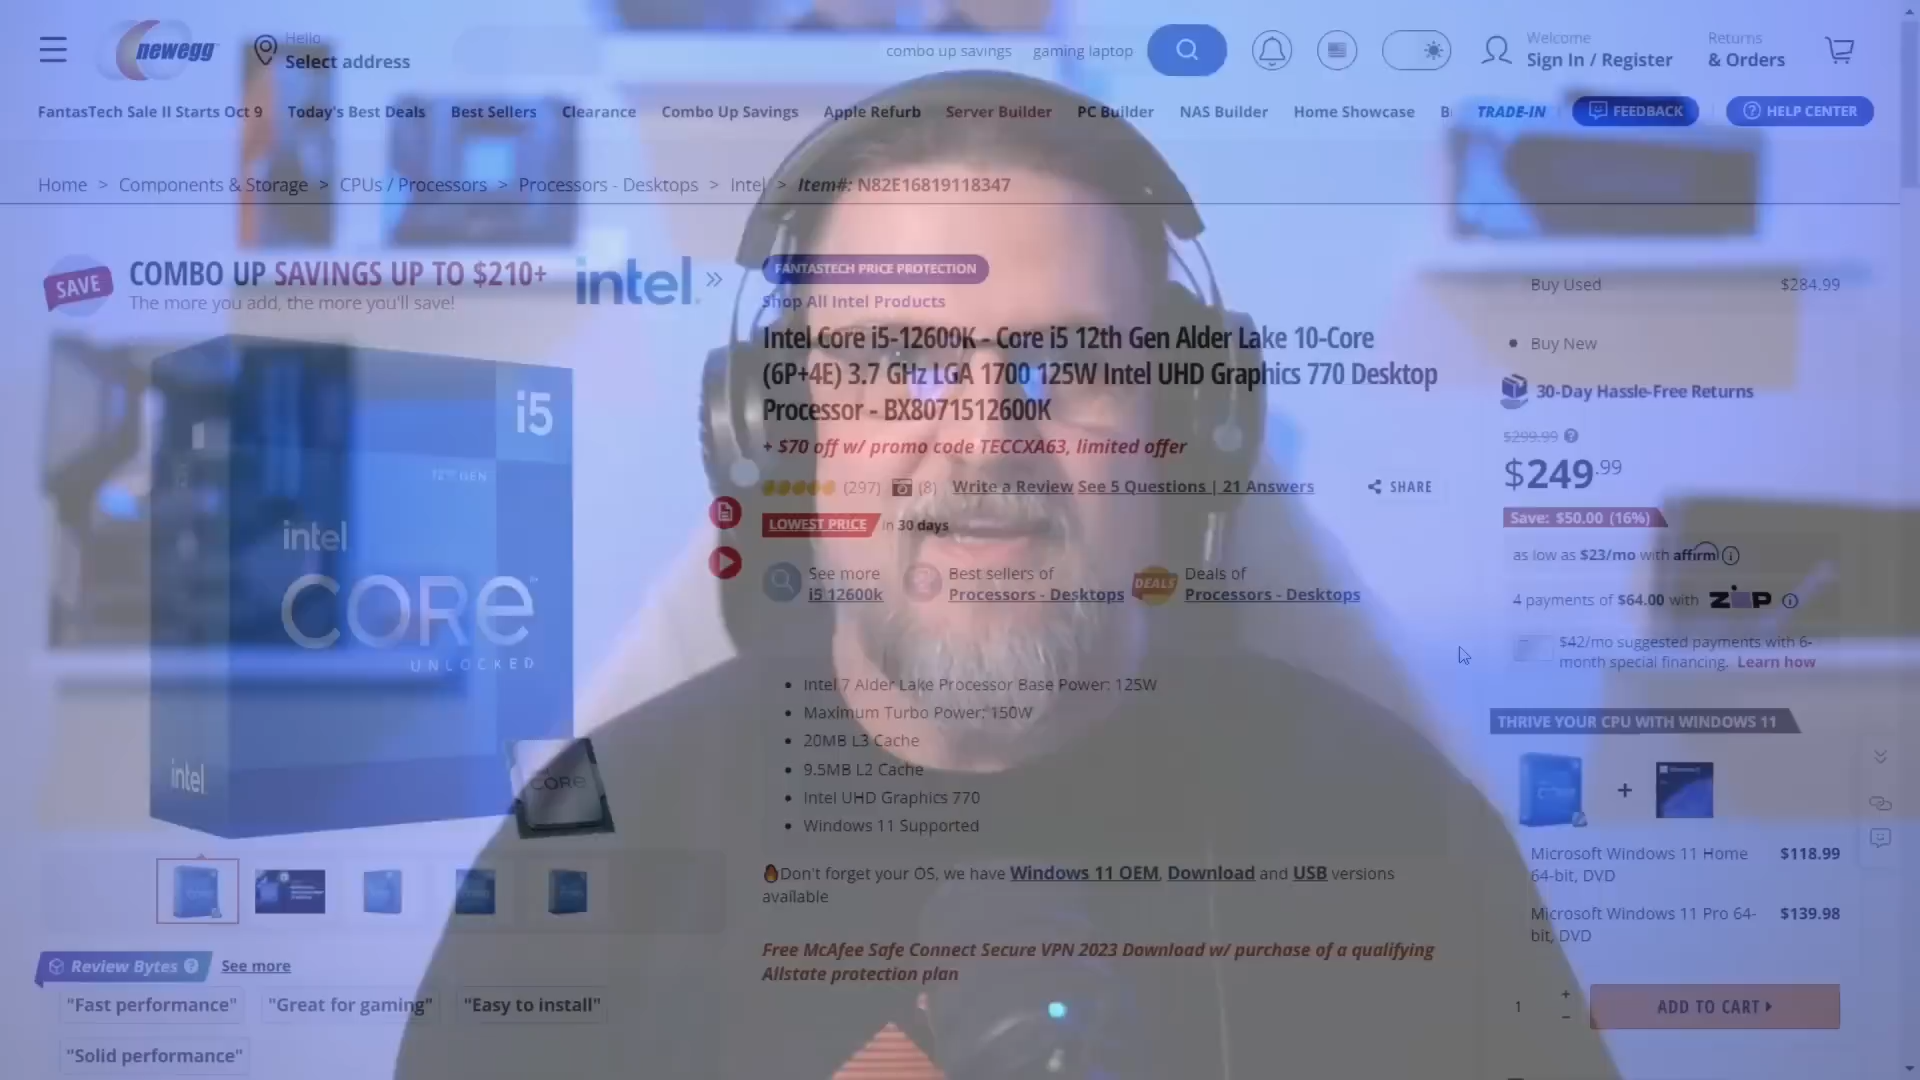 newegg
Hello
Select address
combo up savings gaming laptop
Welcome
Sign In / Register
Returns
& Orders
FantasTech Sale II Starts Oct 9 Today's Best Deals Best Sellers Clearance Combo Up Savings Apple Refurb Server Builder PC Builder NAS Builder Home Showcase B TRADE-IN FEEDBACK HELP CENTER
Home > Components & Storage > CPUs / Processors > Processors - Desktops > Intel > Item#: N82E16819118347
SAVE
COMBO UP SAVINGS UP TO $210+
The more you add, the more you'll save!
intel. »
i5
12TH GEN
intel
CORE
UNLOCKED
intel
CORE
Review Bytes See more
"Fast performance" "Great for gaming" "Easy to install"
"Solid performance"
FANTASTECH PRICE PROTECTION
Shop All Intel Products
Intel Core i5-12600K - Core i5 12th Gen Alder Lake 10-Core
(6P+4E) 3.7 GHz LGA 1700 125W Intel UHD Graphics 770 Desktop
Processor - BX8071512600K
+ $70 off w/ promo code TECCXA63, limited offer
(297) (8) Write a Review See 5 Questions | 21 Answers
SHARE
LOWEST PRICE in 30 days
See more
i5 12600k
Best sellers of
Processors - Desktops
DEALS
Deals of
Processors - Desktops
• Intel 7 Alder Lake Processor Base Power: 125W
• Maximum Turbo Power: 150W
• 20MB L3 Cache
• 9.5MB L2 Cache
• Intel UHD Graphics 770
• Windows 11 Supported
Don't forget your OS, we have Windows 11 OEM, Download and USB versions
available
Free McAfee Safe Connect Secure VPN 2023 Download w/ purchase of a qualifying
Allstate protection plan
Buy Used $284.99
• Buy New
30-Day Hassle-Free Returns
$299.99
$249.99
Save: $50.00 (16%)
as low as $23/mo with affirm
4 payments of $64.00 with ZIP
$42/mo suggested payments with 6-
month special financing. Learn how
THRIVE YOUR CPU WITH WINDOWS 11
+
Microsoft Windows 11 Home $118.99
64-bit, DVD
Microsoft Windows 11 Pro 64- $139.98
bit, DVD
1 + −
ADD TO CART